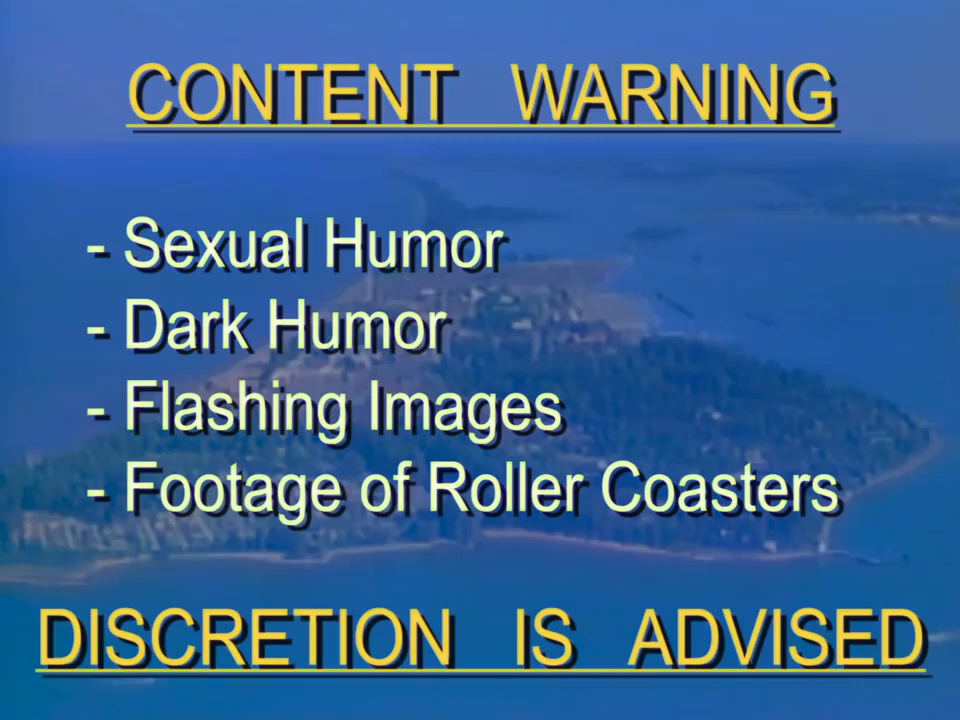 CONTENT WARNING
- Sexual Humor
- Dark Humor
- Flashing Images
- Footage of Roller Coasters
DISCRETION IS ADVISED